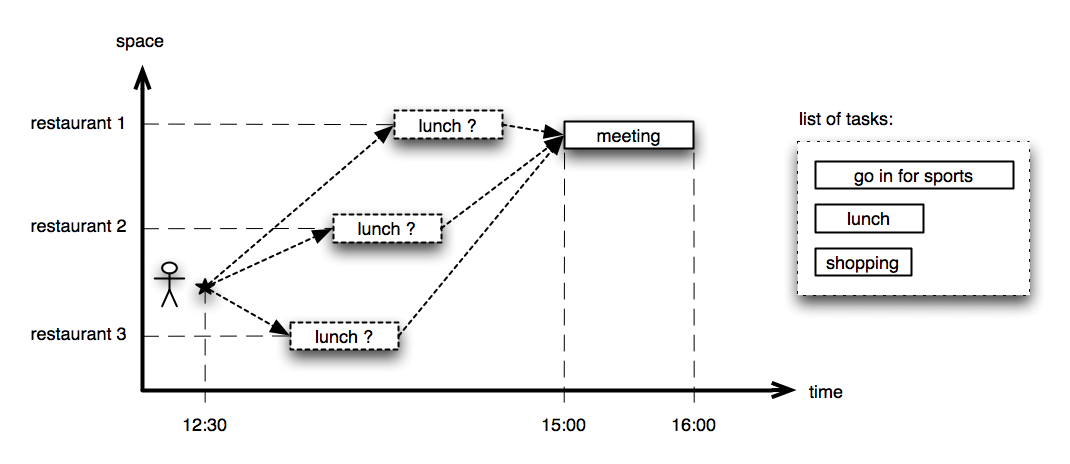 space
restaurant 1
lunch ?
meeting
restaurant 2
lunch ?
restaurant 3
lunch ?
time
12:30
15:00
16:00
list of tasks:
go in for sports
lunch
shopping